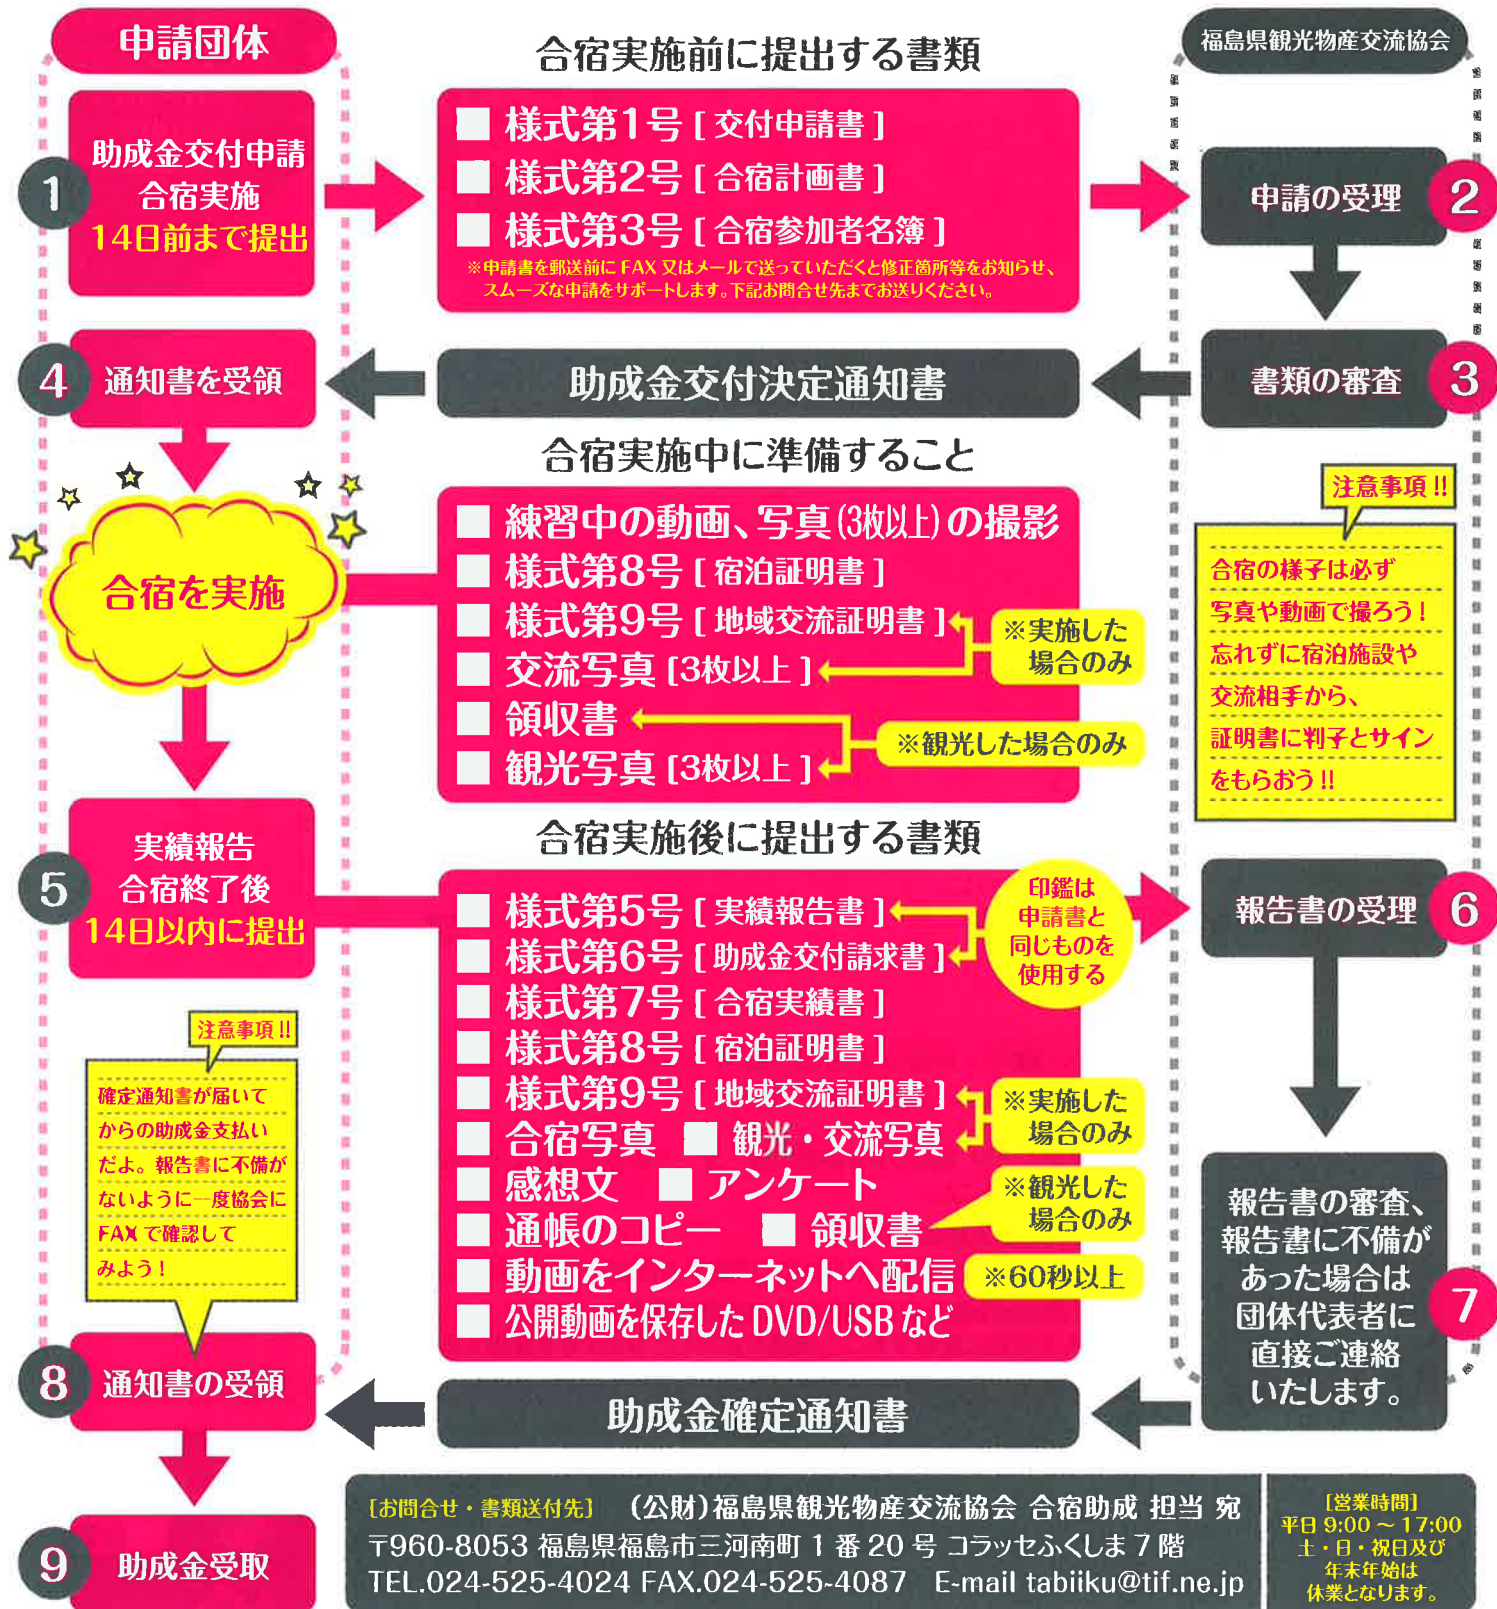 申請団体
福島県観光物産交流協会
合宿実施前に提出する書類
1
助成金交付申請
合宿実施
14日前まで提出
様式第1号 [ 交付申請書 ]
様式第2号 [ 合宿計画書 ]
様式第3号 [ 合宿参加者名簿 ]
※申請書を郵送前に FAX 又はメールで送っていただくと修正箇所等をお知らせ、
スムーズな申請をサポートします。下記お問合せ先までお送りください。
申請の受理
2
4
通知書を受領
助成金交付決定通知書
書類の審査
3
合宿実施中に準備すること
合宿を実施
練習中の動画、写真(3枚以上)の撮影
様式第8号 [ 宿泊証明書 ]
様式第9号 [ 地域交流証明書 ]
交流写真 [3枚以上 ]
※実施した
場合のみ
領収書
観光写真 [3枚以上 ]
※観光した場合のみ
注意事項 !!
合宿の様子は必ず
写真や動画で撮ろう！
忘れずに宿泊施設や
交流相手から、
証明書に判子とサイン
をもらおう !!
合宿実施後に提出する書類
5
実績報告
合宿終了後
14日以内に提出
様式第5号 [ 実績報告書 ]
様式第6号 [ 助成金交付請求書 ]
印鑑は
申請書と
同じものを
使用する
様式第7号 [ 合宿実績書 ]
様式第8号 [ 宿泊証明書 ]
様式第9号 [ 地域交流証明書 ]
合宿写真 観光・交流写真
※実施した
場合のみ
感想文 アンケート
通帳のコピー 領収書
※観光した
場合のみ
動画をインターネットへ配信
※60秒以上
公開動画を保存した DVD/USB など
報告書の受理
6
報告書の審査、
報告書に不備が
あった場合は
団体代表者に
直接ご連絡
いたします。
7
注意事項 !!
確定通知書が届いて
からの助成金支払い
だよ。報告書に不備が
ないように一度協会に
FAX で確認して
みよう！
8
通知書の受領
助成金確定通知書
9
助成金受取
[お問合せ・書類送付先] (公財)福島県観光物産交流協会 合宿助成 担当 宛
〒960-8053 福島県福島市三河南町 1 番 20 号 コラッセふくしま 7 階
TEL.024-525-4024 FAX.024-525-4087 E-mail tabiiku@tif.ne.jp
[営業時間]
平日 9:00 ～ 17:00
土・日・祝日及び
年末年始は
休業となります。